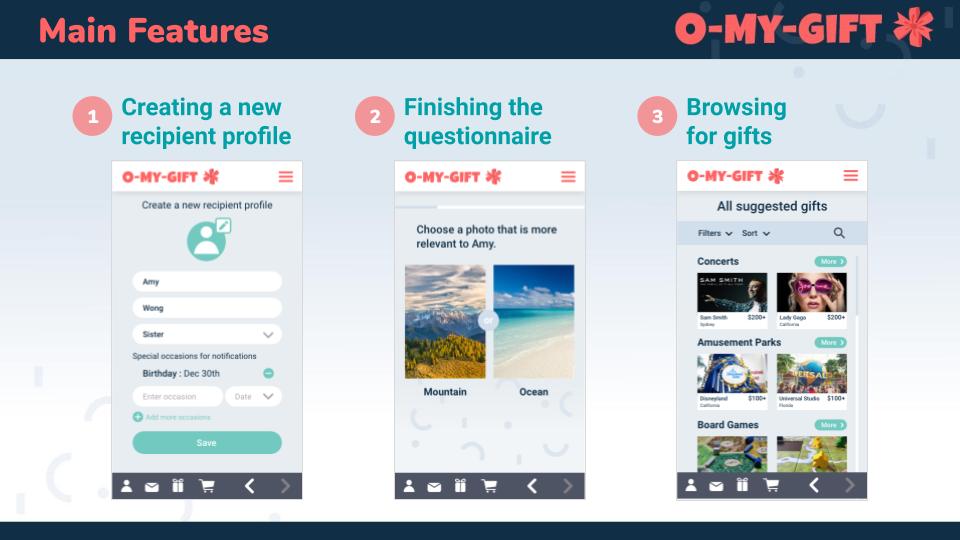 Main Features
O-MY-GIFT
1
Creating a new
recipient profile
O-MY-GIFT
Create a new recipient profile
Amy
Wong
Sister
Special occasions for notifications
Birthday : Dec 30th
Enter occasion
Date
Add more occasions
Save
2
Finishing the
questionnaire
O-MY-GIFT
Choose a photo that is more
relevant to Amy.
or
Mountain
Ocean
3
Browsing
for gifts
O-MY-GIFT
All suggested gifts
Filters
Sort
Concerts
More
SAM SMITH
Sam Smith
$200+
Sydney
Lady Gaga
$200+
California
Amusement Parks
More
UNIVERSAL
Disneyland
$100+
California
Universal Studio
$100+
Florida
Board Games
More